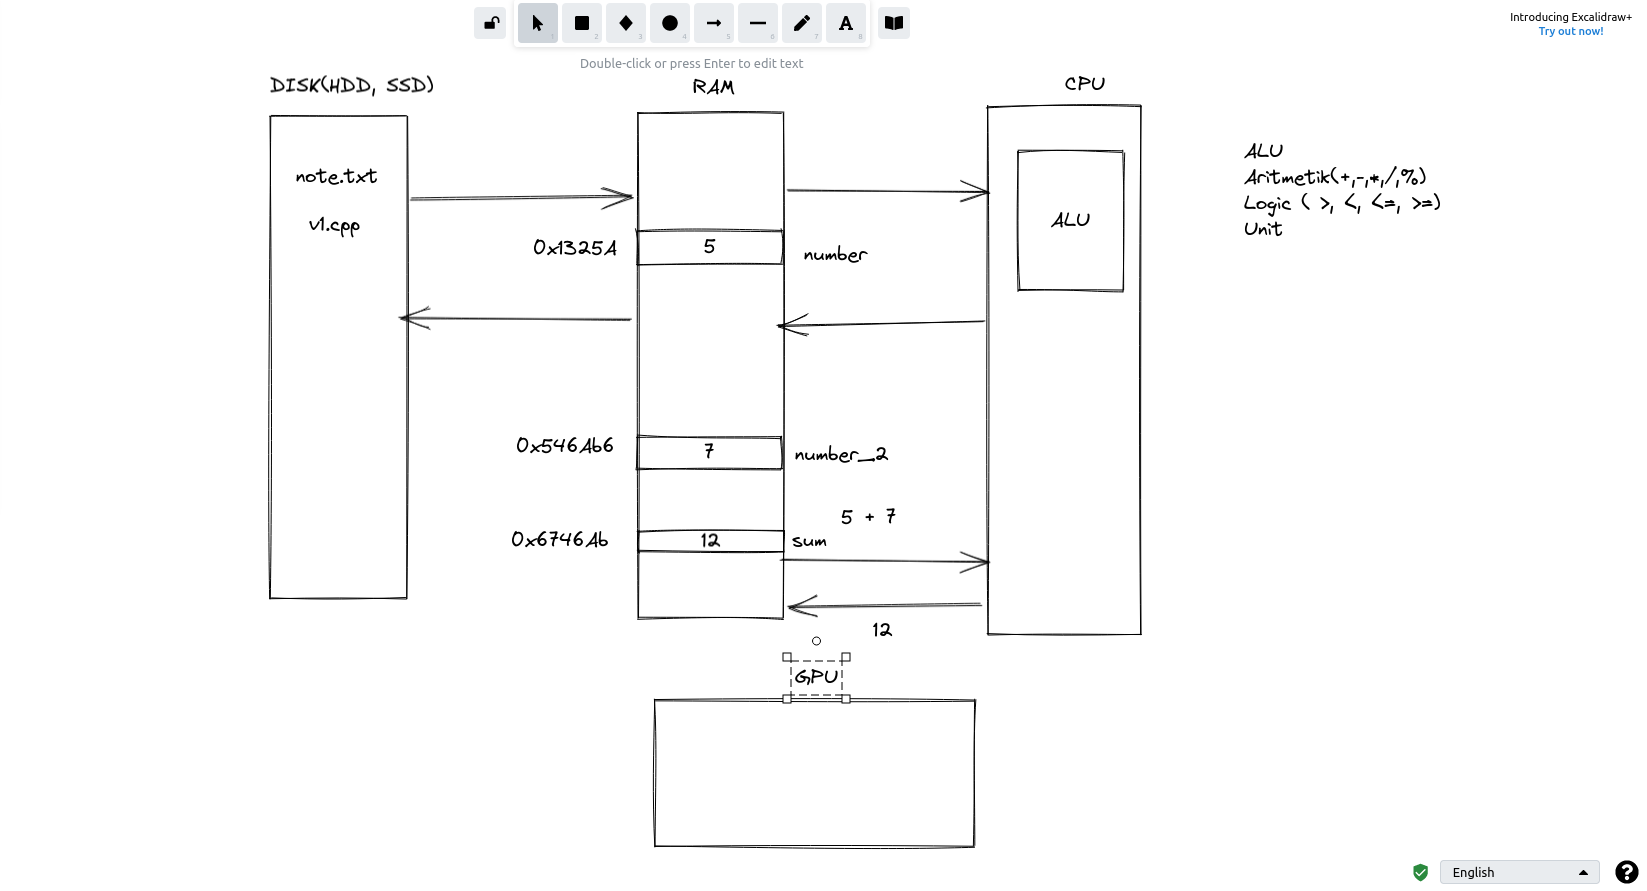 1
2
3
4
5
6
7
A
8
Introducing Excalidraw+
Try out now!
Double-click or press Enter to edit text
DISK(HDD, SSD)
RAM
CPU
note.txt
v1.cpp
0x1325A
5
number
ALU
ALU
Aritmetik(+,-,*,/,%)
Logic ( >, <, <=, >=)
Unit
0x546Ab6
7
number_2
5 + 7
0x6746Ab
12
sum
12
GPU
English
?